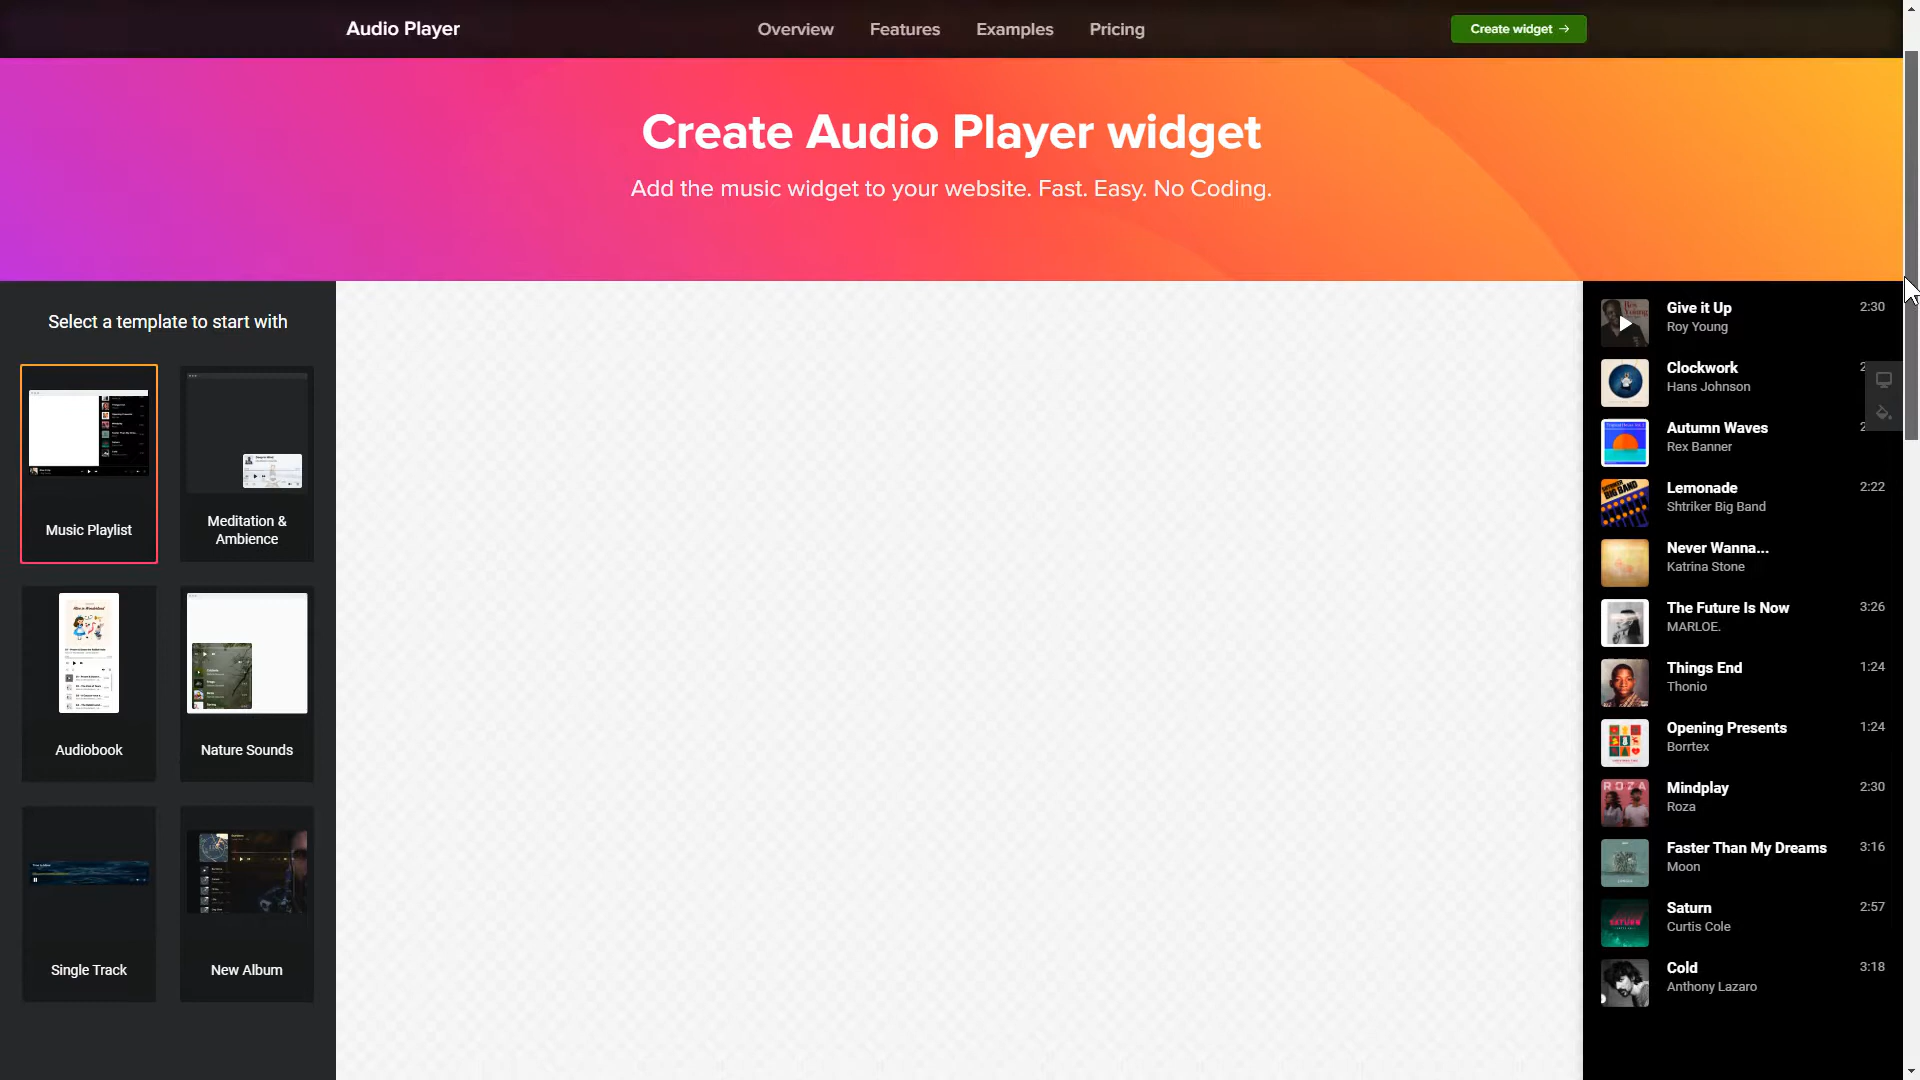 Audio Player
Overview
Features
Examples
Pricing
Create widget →
Create Audio Player widget
Add the music widget to your website. Fast. Easy. No Coding.
Select a template to start with
Music Playlist
Meditation &
Ambience
Audiobook
Nature Sounds
Single Track
New Album
Give it Up
2:30
Roy Young
Clockwork
Hans Johnson
Autumn Waves
Rex Banner
Lemonade
2:22
Shtriker Big Band
Never Wanna...
Katrina Stone
The Future Is Now
3:26
MARLOE.
Things End
1:24
Thonio
Opening Presents
1:24
Borrtex
Mindplay
2:30
Roza
Faster Than My Dreams
3:16
Moon
Saturn
2:57
Curtis Cole
Cold
3:18
Anthony Lazaro